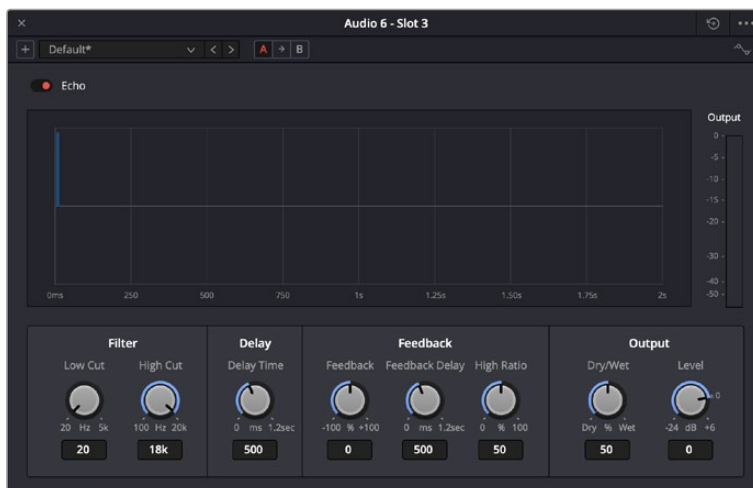 Audio 6 - Slot 3
Default*
A
B
Echo
Output
0
-5
-10
-15
-20
-30
-40
-50
0ms 250 500 750 1s 1.25s 1.50s 1.75s 2s
Filter
Delay
Feedback
Output
Low Cut High Cut Delay Time Feedback Feedback Delay High Ratio Dry/Wet Level
0
20 Hz 5k 100 Hz 20k 0 ms 1.2sec -100 % +100 0 ms 1.2sec 0 % 100 Dry % Wet -24 dB +6
20 18k 500 0 500 50 50 0